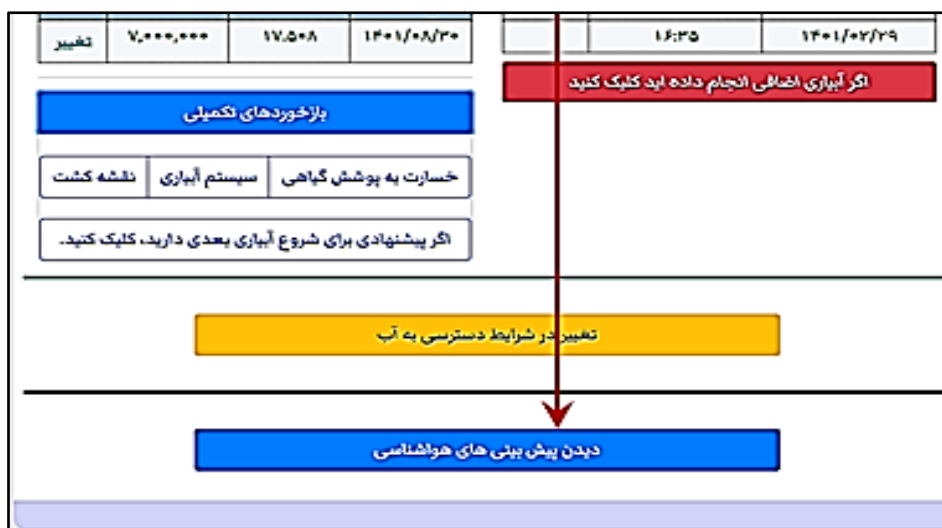 ۱۴۰۱/۰۲/۲۹ ۱۶:۳۵
اگر آبیاری اضافی انجام داده اید کلیک کنید
۱۴۰۱/۰۸/۳۰ ۱۷.۵۰۸ ۷,۰۰۰,۰۰۰ تغییر
بازخوردهای تکمیلی
خسارت به پوشش گیاهی سیستم آبیاری نقشه کشت
اگر پیشنهادی برای شروع آبیاری بعدی دارید، کلیک کنید.
تغییر در شرایط دسترسی به آب
دیدن پیش بینی های هواشناسی